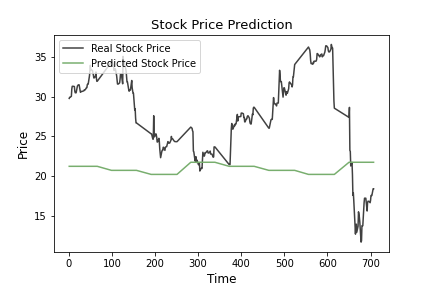 Stock Price Prediction
Real Stock Price
Predicted Stock Price
Price
35
30
25
20
15
0 100 200 300 400 500 600 700
Time